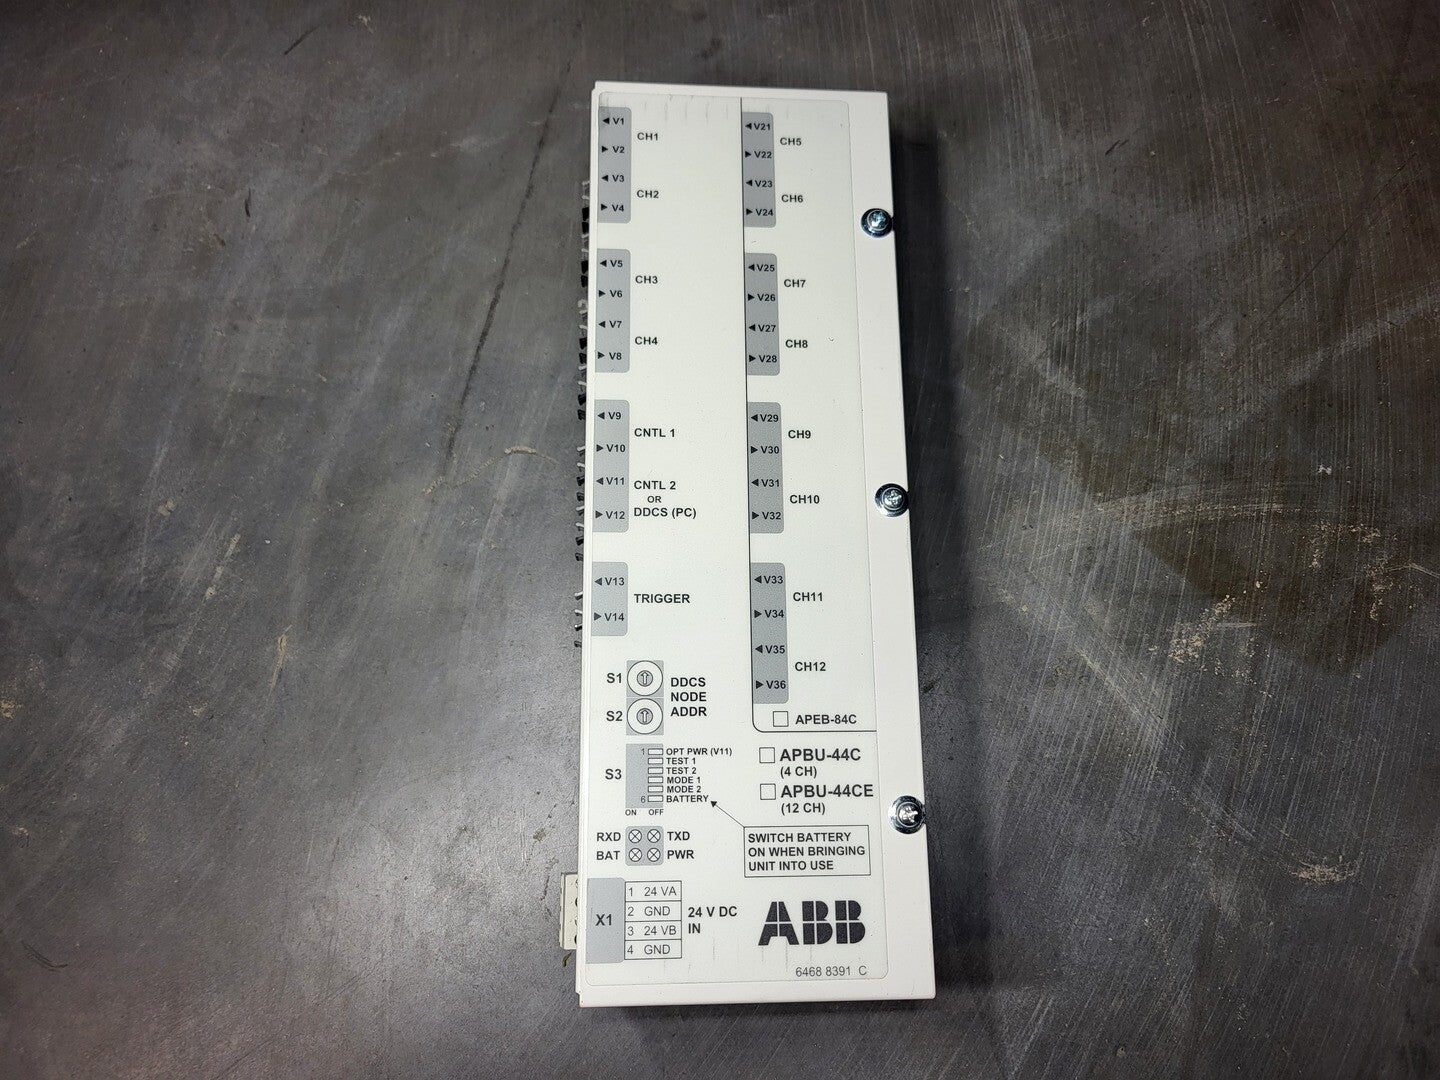 ◄ V1
CH1
► V2
◄ V3
CH2
► V4
◄ V5
CH3
► V6
◄ V7
CH4
► V8
◄ V9
CNTL 1
► V10
◄ V11
CNTL 2
OR
DDCS (PC)
► V12
◄ V13
TRIGGER
► V14
◄ V21
CH5
► V22
◄ V23
CH6
► V24
◄ V25
CH7
► V26
◄ V27
CH8
► V28
◄ V29
CH9
► V30
◄ V31
CH10
► V32
◄ V33
CH11
► V34
◄ V35
CH12
► V36
APEB-84C
S1
S2
DDCS
NODE
ADDR
S3
1 OPT PWR (V11)
TEST 1
TEST 2
MODE 1
MODE 2
6 BATTERY
ON OFF
APBU-44C
(4 CH)
APBU-44CE
(12 CH)
SWITCH BATTERY
ON WHEN BRINGING
UNIT INTO USE
RXD TXD
BAT PWR
X1
1 24 VA
2 GND
3 24 VB
4 GND
24 V DC
IN
ABB
6468 8391 C